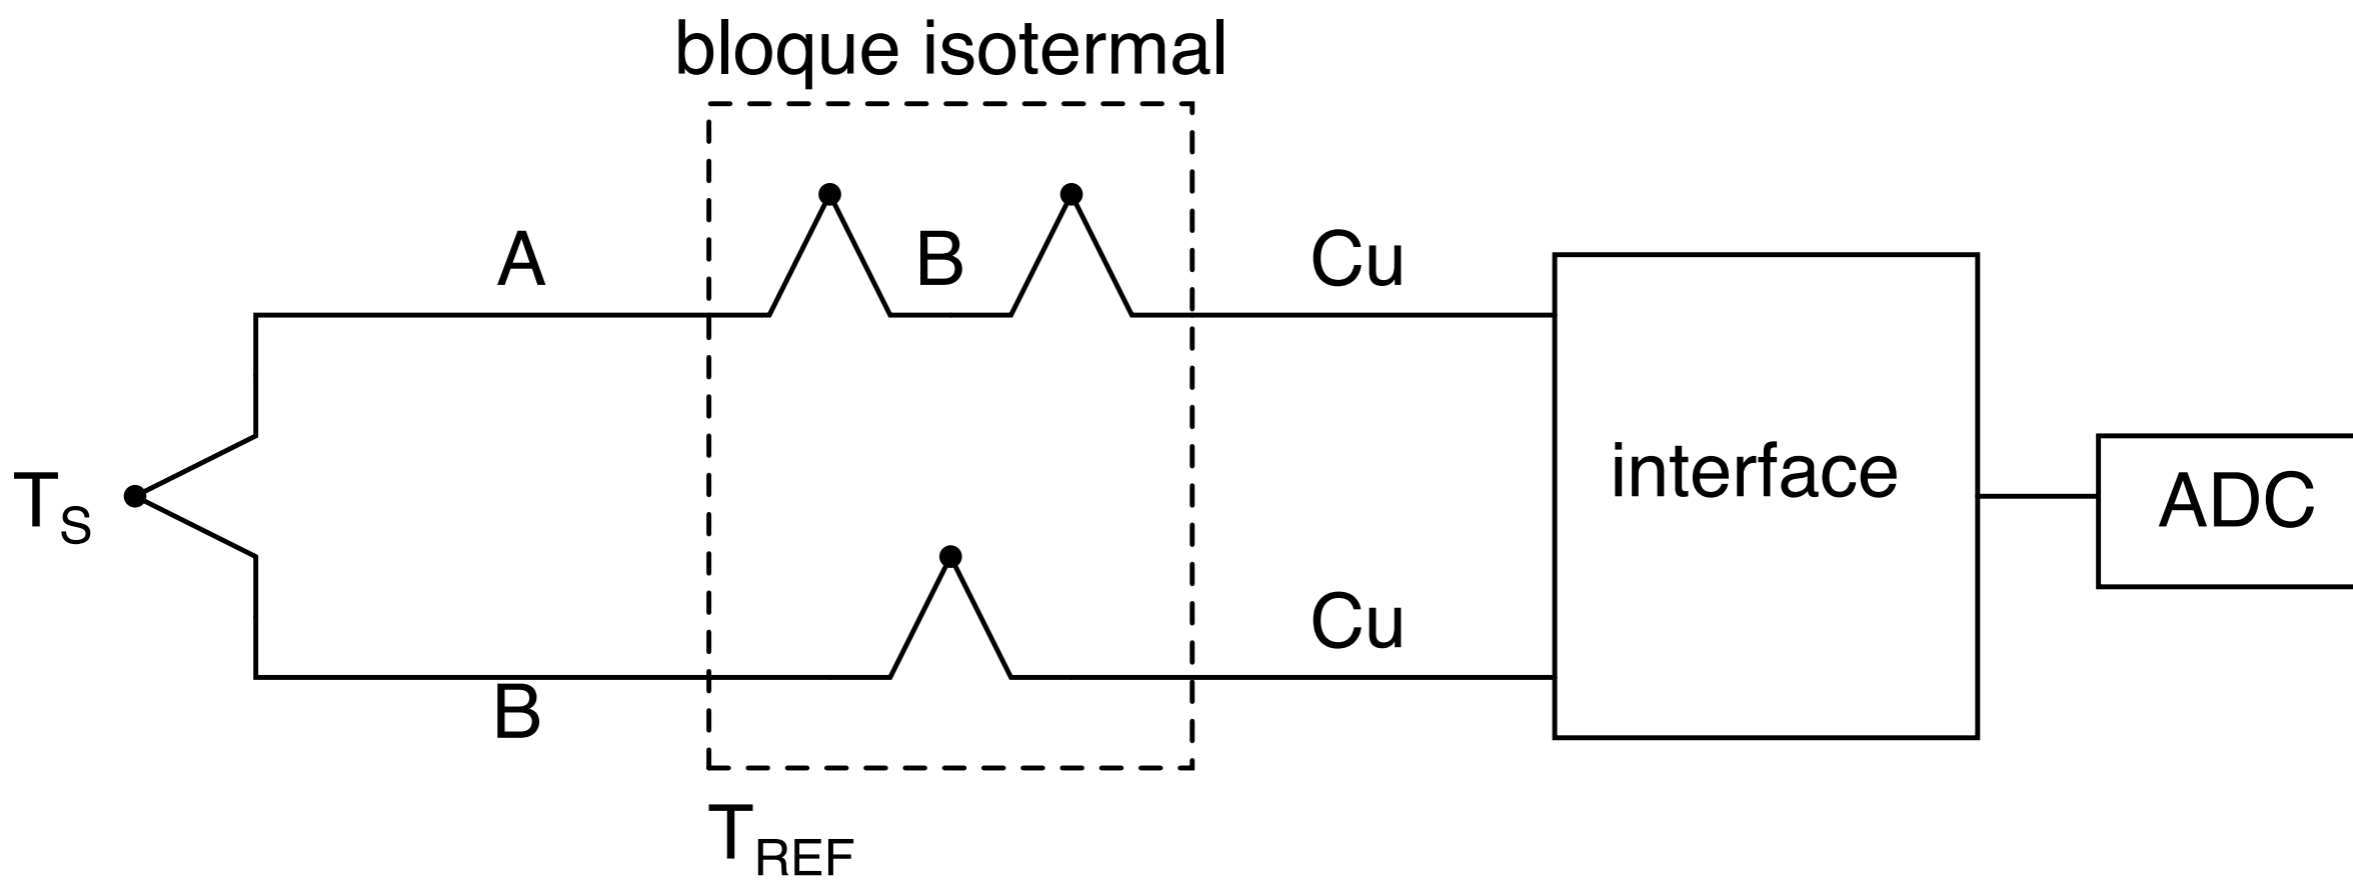 bloque isotermal
A
B
Cu
T_S
interface
ADC
B
Cu
T_REF